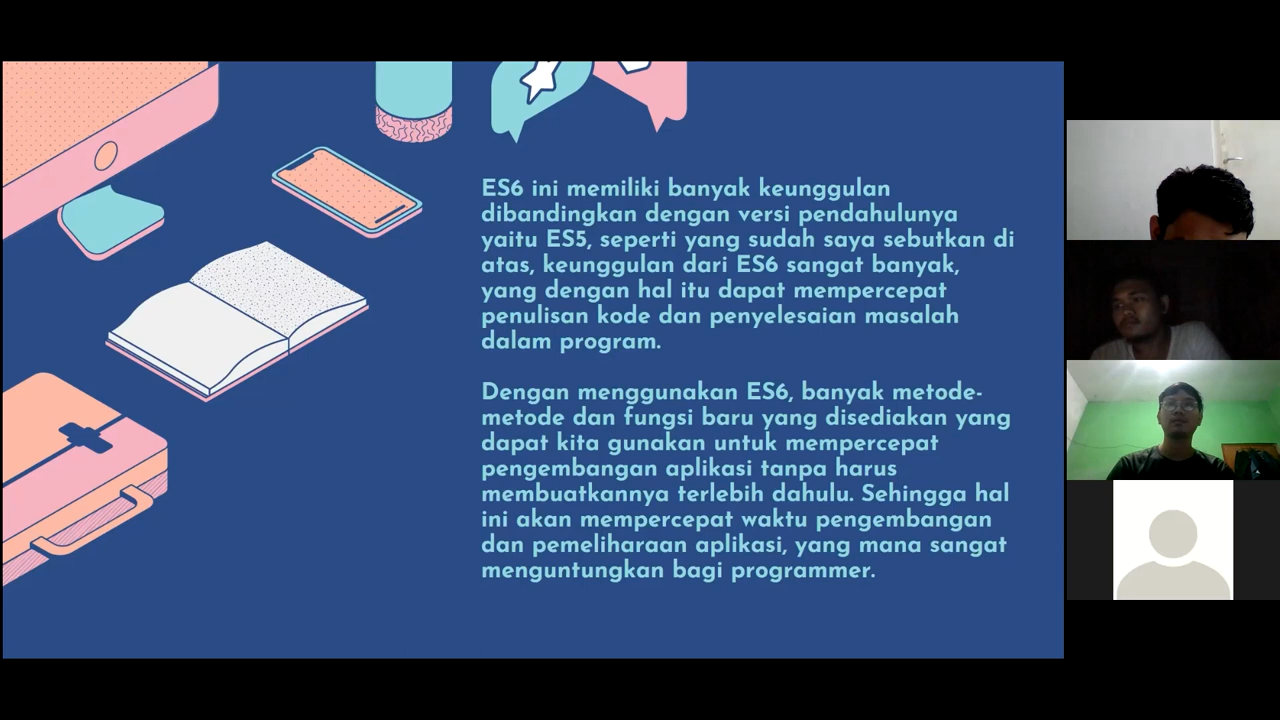 ES6 ini memiliki banyak keunggulan
dibandingkan dengan versi pendahulunya
yaitu ES5, seperti yang sudah saya sebutkan di
atas, keunggulan dari ES6 sangat banyak,
yang dengan hal itu dapat mempercepat
penulisan kode dan penyelesaian masalah
dalam program.
Dengan menggunakan ES6, banyak metode-
metode dan fungsi baru yang disediakan yang
dapat kita gunakan untuk mempercepat
pengembangan aplikasi tanpa harus
membuatkannya terlebih dahulu. Sehingga hal
ini akan mempercepat waktu pengembangan
dan pemeliharaan aplikasi, yang mana sangat
menguntungkan bagi programmer.